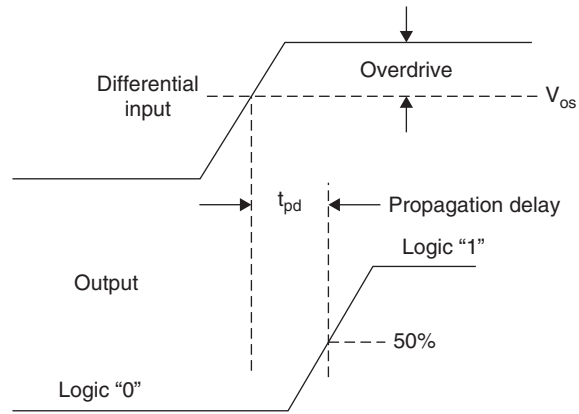 Overdrive
Differential
input
Vos
tpd
Propagation delay
Logic “1”
Output
50%
Logic “0”